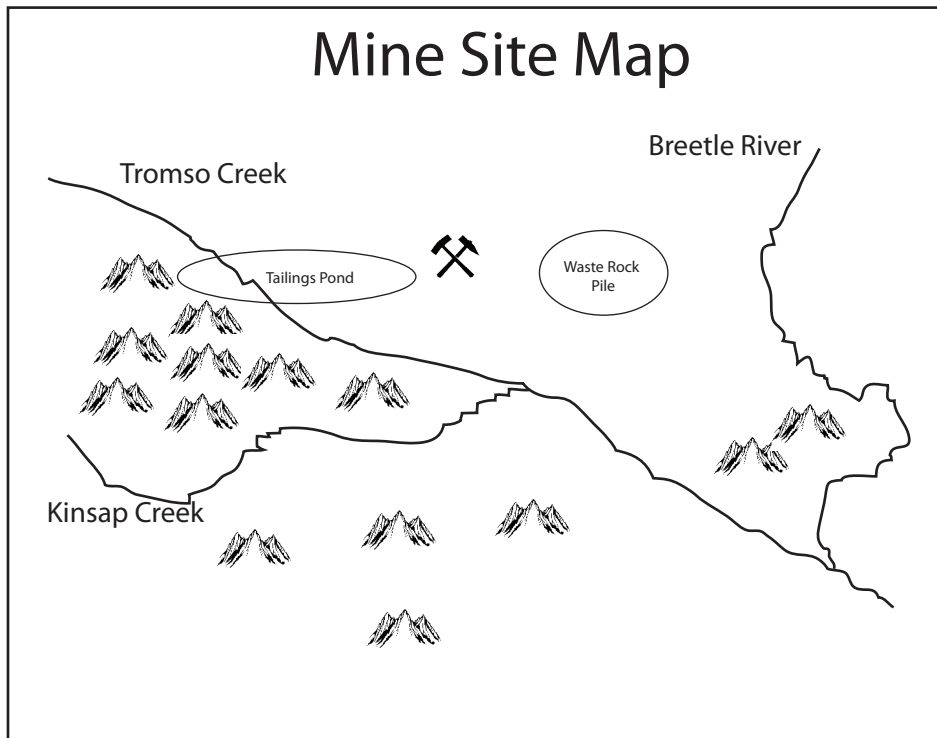 Mine Site Map
Breetle River
Tromso Creek
Tailings Pond
Waste Rock
Pile
Kinsap Creek